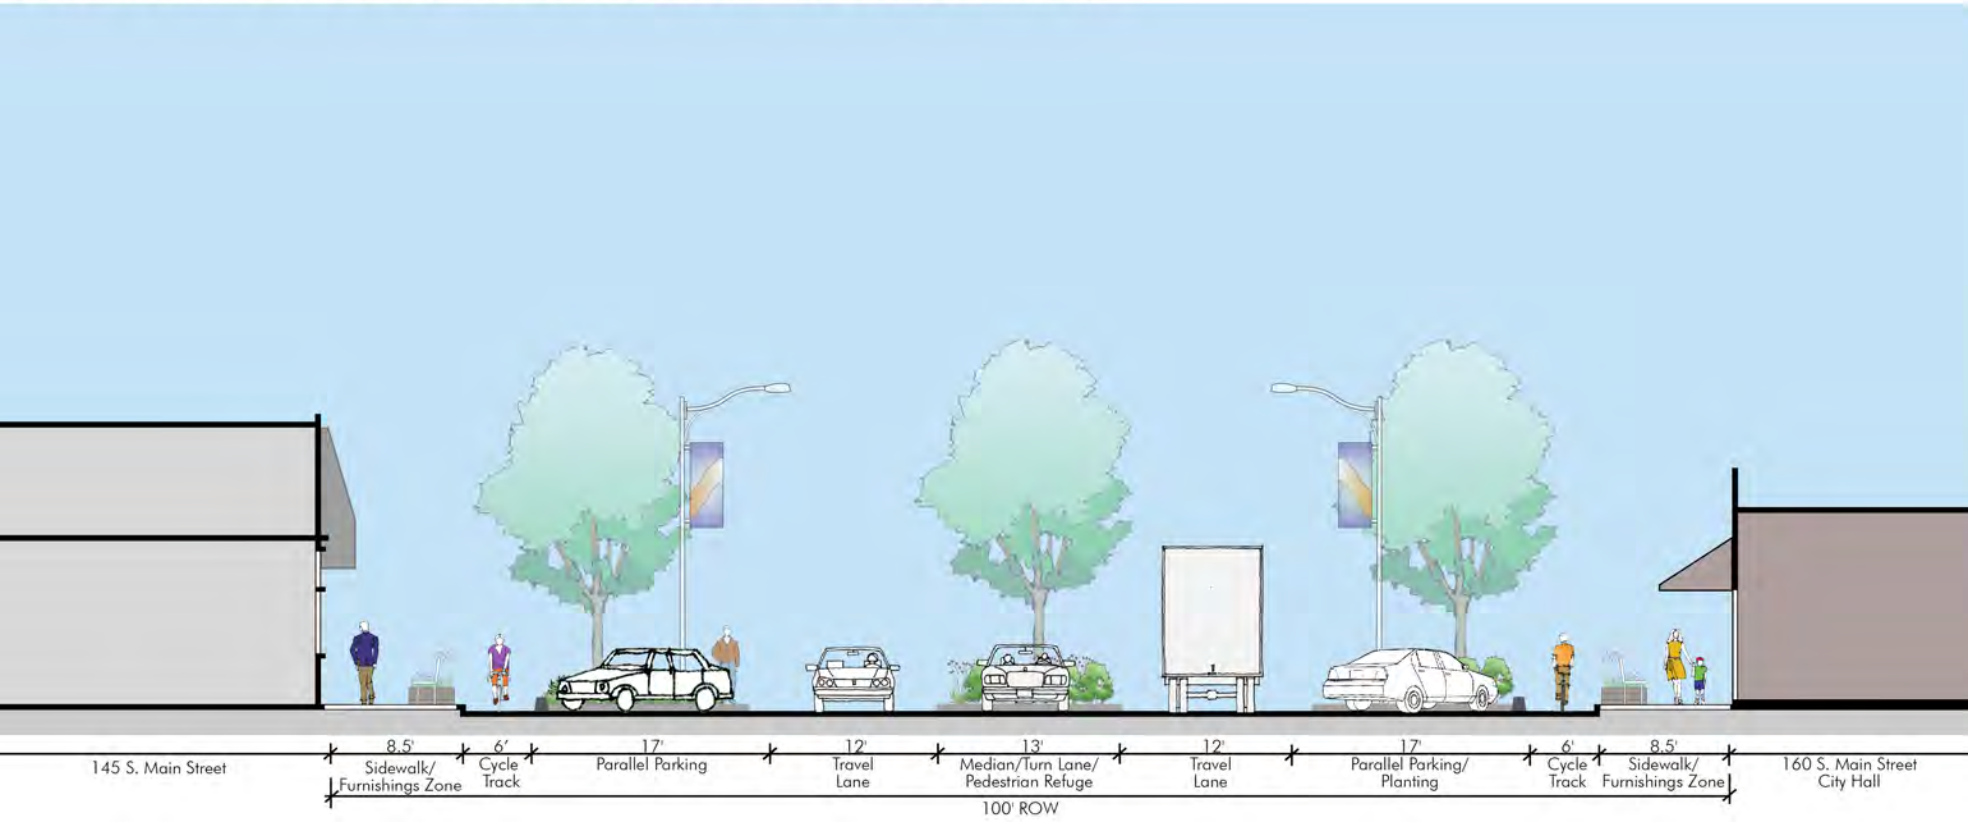 8.5'
6'
17'
12'
13'
12'
17'
6'
8.5'
145 S. Main Street
Sidewalk/
Furnishings Zone
Cycle
Track
Parallel Parking
Travel
Lane
Median/Turn Lane/
Pedestrian Refuge
Travel
Lane
Parallel Parking/
Planting
Cycle
Track
Sidewalk/
Furnishings Zone
160 S. Main Street
City Hall
100' ROW